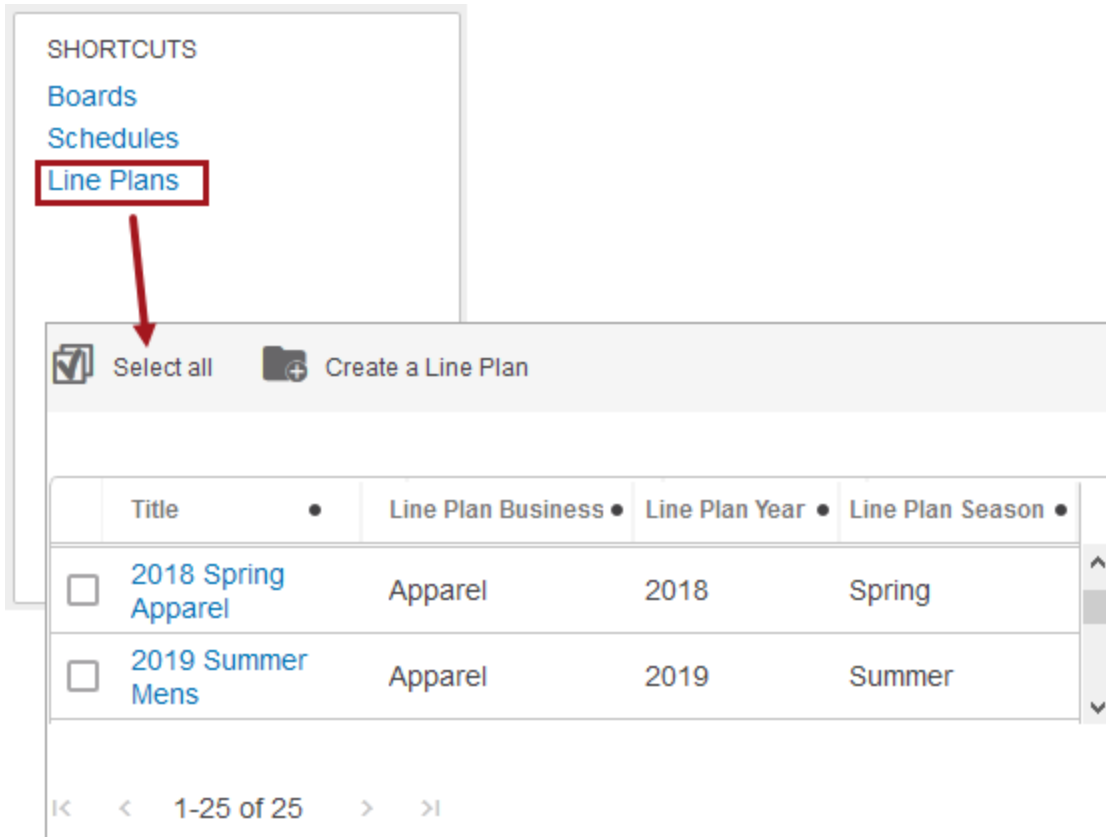 SHORTCUTS
Boards
Schedules
Line Plans
Select all Create a Line Plan
Title Line Plan Business Line Plan Year Line Plan Season
2018 Spring
Apparel
Apparel 2018 Spring
2019 Summer
Mens
Apparel 2019 Summer
1-25 of 25